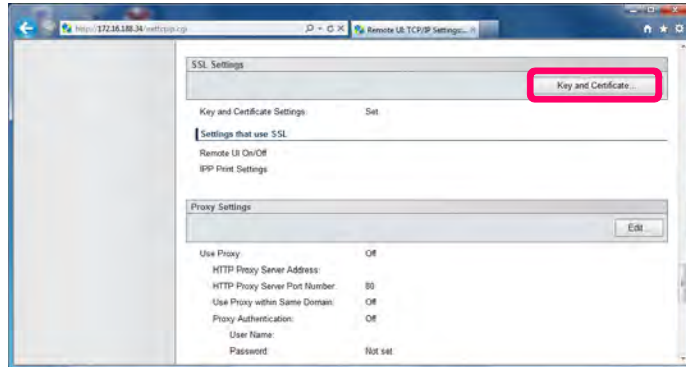 http://172.16.188.34/
Remote UI: TCP/IP Settings:...
SSL Settings
Key and Certificate...
Key and Certificate Settings Set
Settings that use SSL
Remote UI On/Off
IPP Print Settings
Proxy Settings
Edit...
Use Proxy: Off
HTTP Proxy Server Address:
HTTP Proxy Server Port Number: 80
Use Proxy within Same Domain: Off
Proxy Authentication: Off
User Name:
Password: Not set